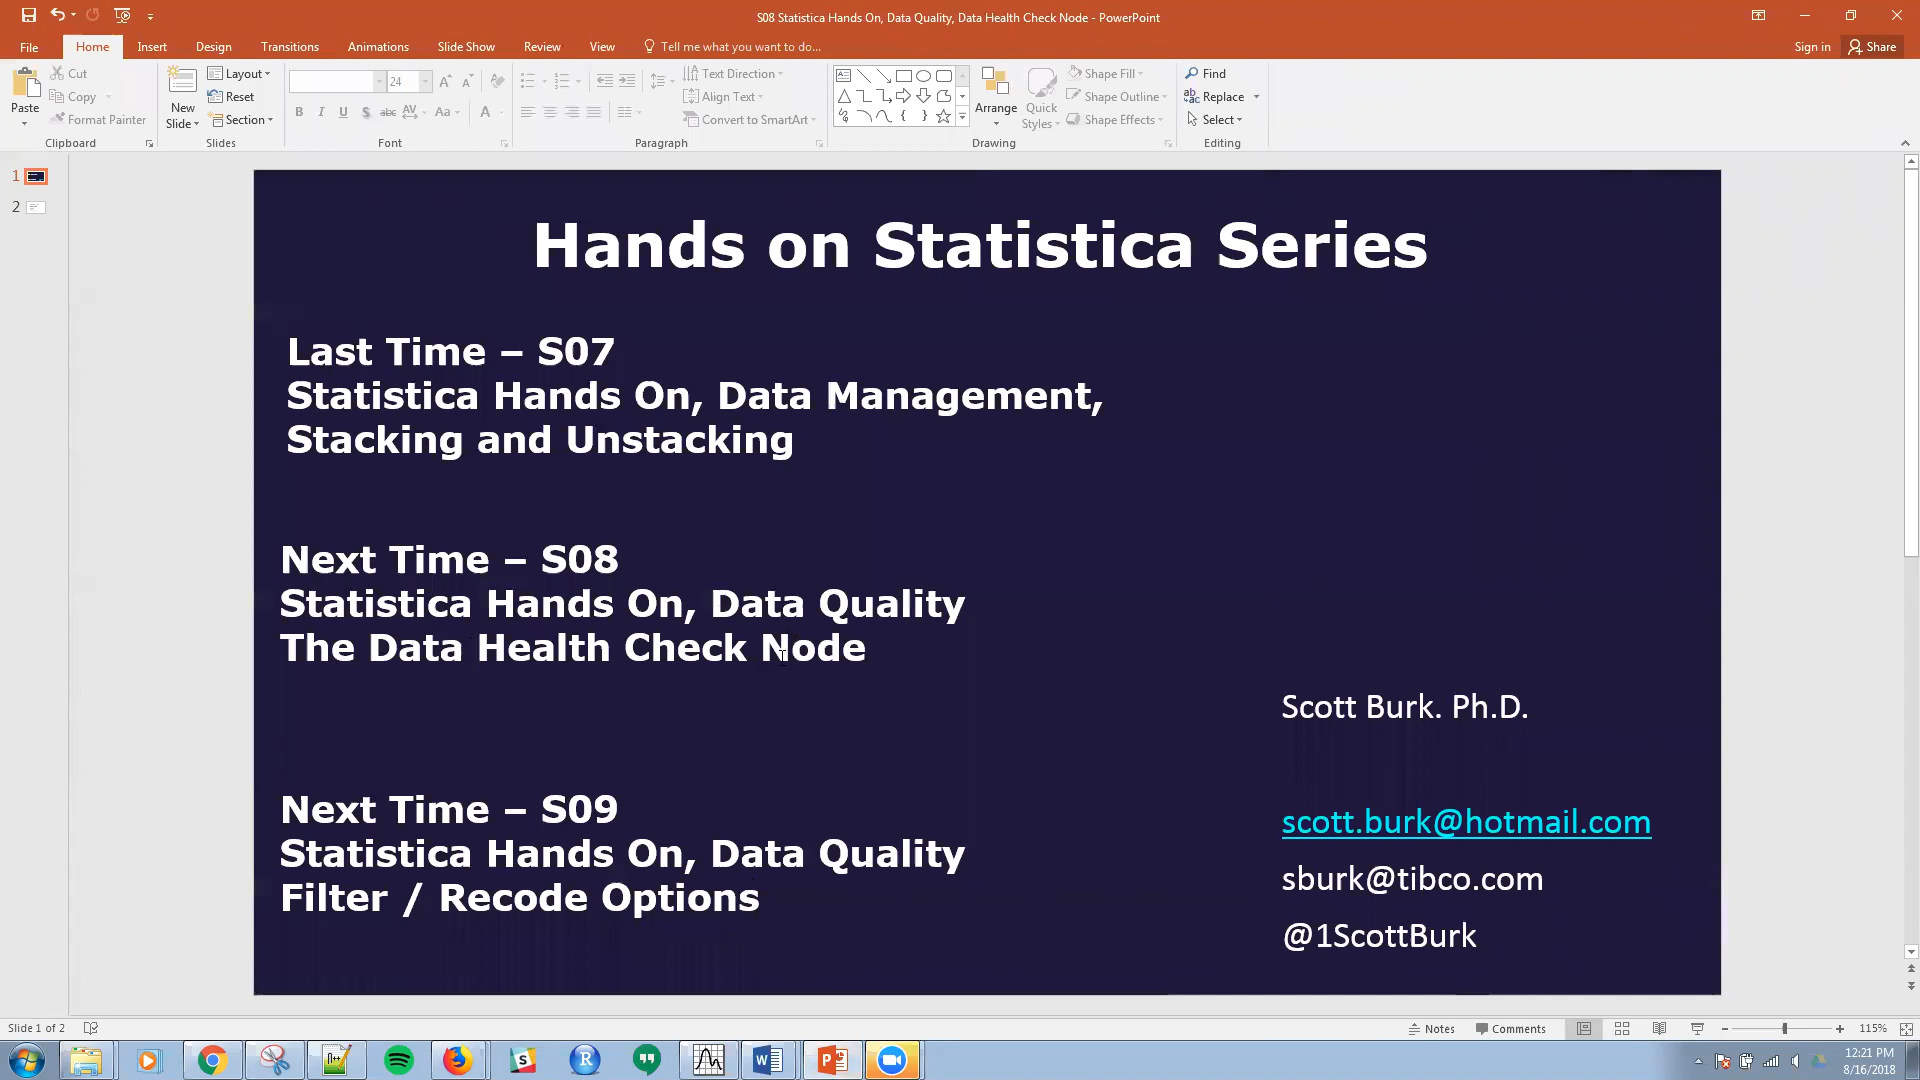 S08 Statistica Hands On, Data Quality, Data Health Check Node - PowerPoint
File Home Insert Design Transitions Animations Slide Show Review View Tell me what you want to do... Sign in Share
Paste
Cut
Copy
Format Painter
Clipboard
New Slide
Layout
Reset
Section
Slides
24
B I U S abc AV Aa A
Font
Text Direction
Align Text
Convert to SmartArt
Paragraph
Arrange
Quick Styles
Shape Fill
Shape Outline
Shape Effects
Drawing
Find
Replace
Select
Editing
1
2
Hands on Statistica Series
Last Time – S07
Statistica Hands On, Data Management,
Stacking and Unstacking
Next Time – S08
Statistica Hands On, Data Quality
The Data Health Check Node
Next Time – S09
Statistica Hands On, Data Quality
Filter / Recode Options
Scott Burk. Ph.D.
scott.burk@hotmail.com
sburk@tibco.com
@1ScottBurk
Slide 1 of 2
Notes Comments 115%
12:21 PM
8/16/2018